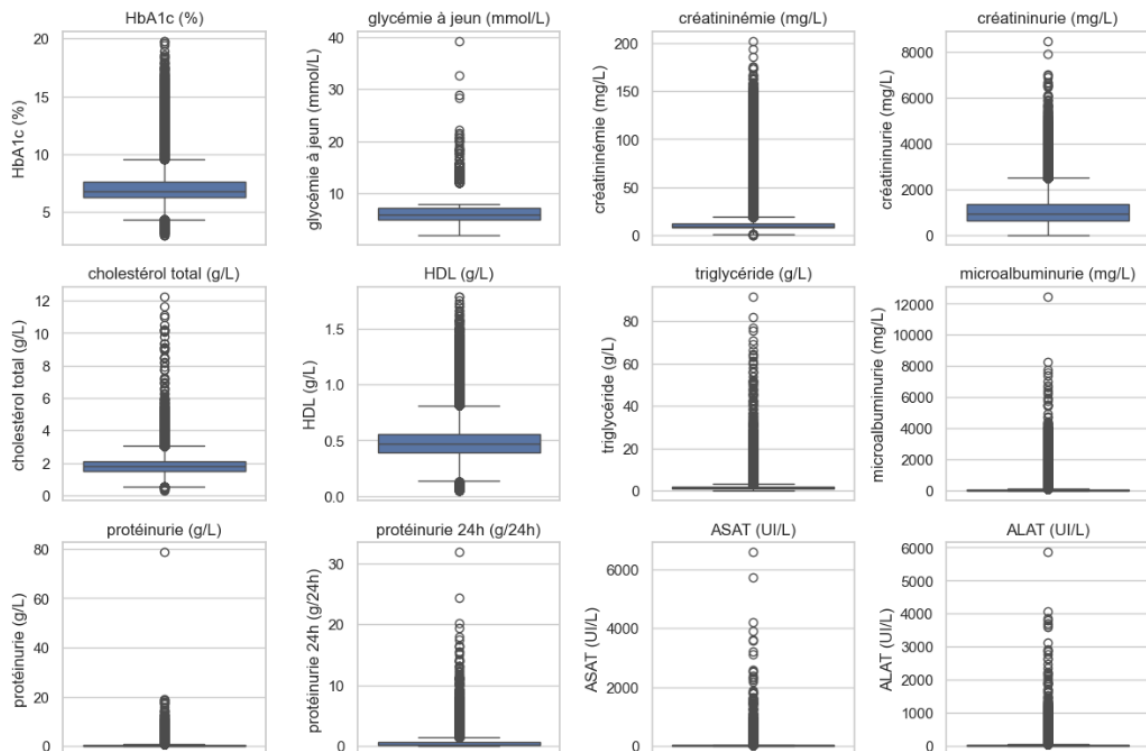 HbA1c (%)
glycémie à jeun (mmol/L)
créatininémie (mg/L)
créatininurie (mg/L)
HbA1c (%)
20
15
10
5
glycémie à jeun (mmol/L)
40
30
20
10
créatininémie (mg/L)
200
150
100
50
0
créatininurie (mg/L)
8000
6000
4000
2000
0
cholestérol total (g/L)
HDL (g/L)
triglycéride (g/L)
microalbuminurie (mg/L)
cholestérol total (g/L)
12
10
8
6
4
2
0
HDL (g/L)
1.5
1.0
0.5
0.0
triglycéride (g/L)
80
60
40
20
0
microalbuminurie (mg/L)
12000
10000
8000
6000
4000
2000
0
protéinurie (g/L)
protéinurie 24h (g/24h)
ASAT (UI/L)
ALAT (UI/L)
protéinurie (g/L)
80
60
40
20
0
protéinurie 24h (g/24h)
30
20
10
0
ASAT (UI/L)
6000
4000
2000
0
ALAT (UI/L)
6000
5000
4000
3000
2000
1000
0